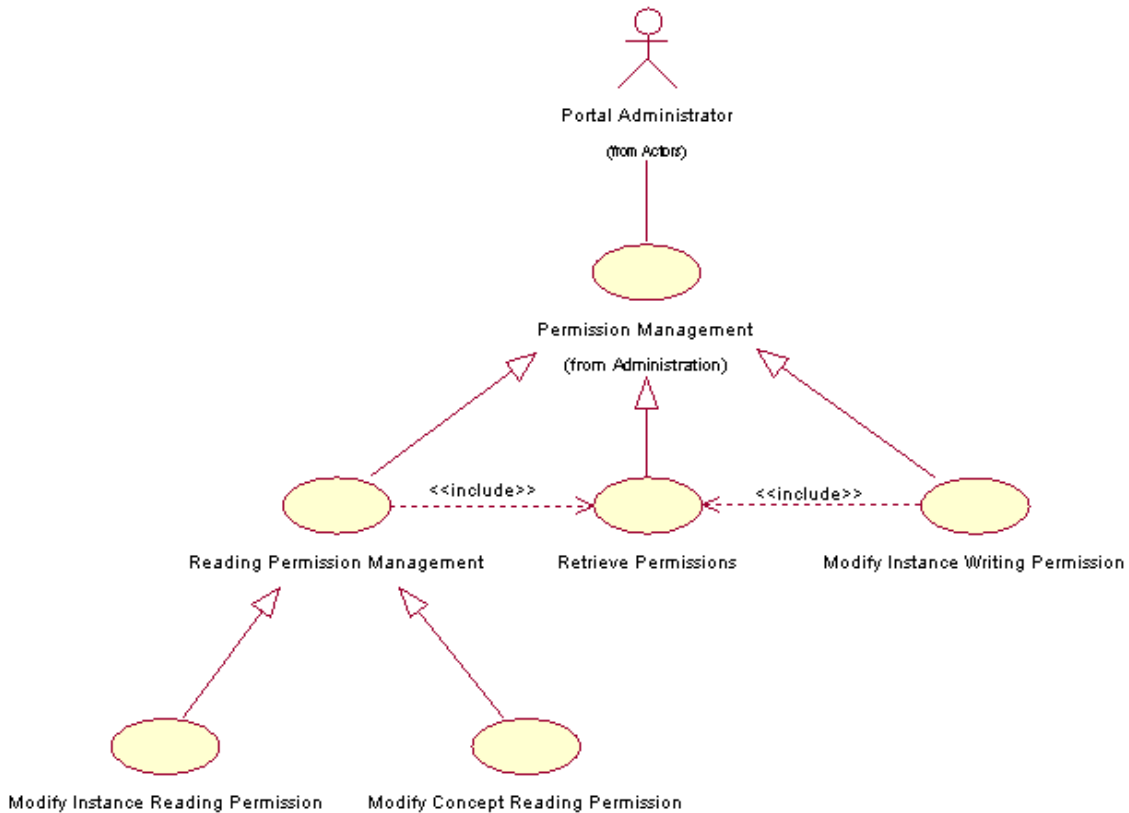 Portal Administrator
(from Actors)
Permission Management
(from Administration)
<<include>>
<<include>>
Reading Permission Management
Retrieve Permissions
Modify Instance Writing Permission
Modify Instance Reading Permission
Modify Concept Reading Permission